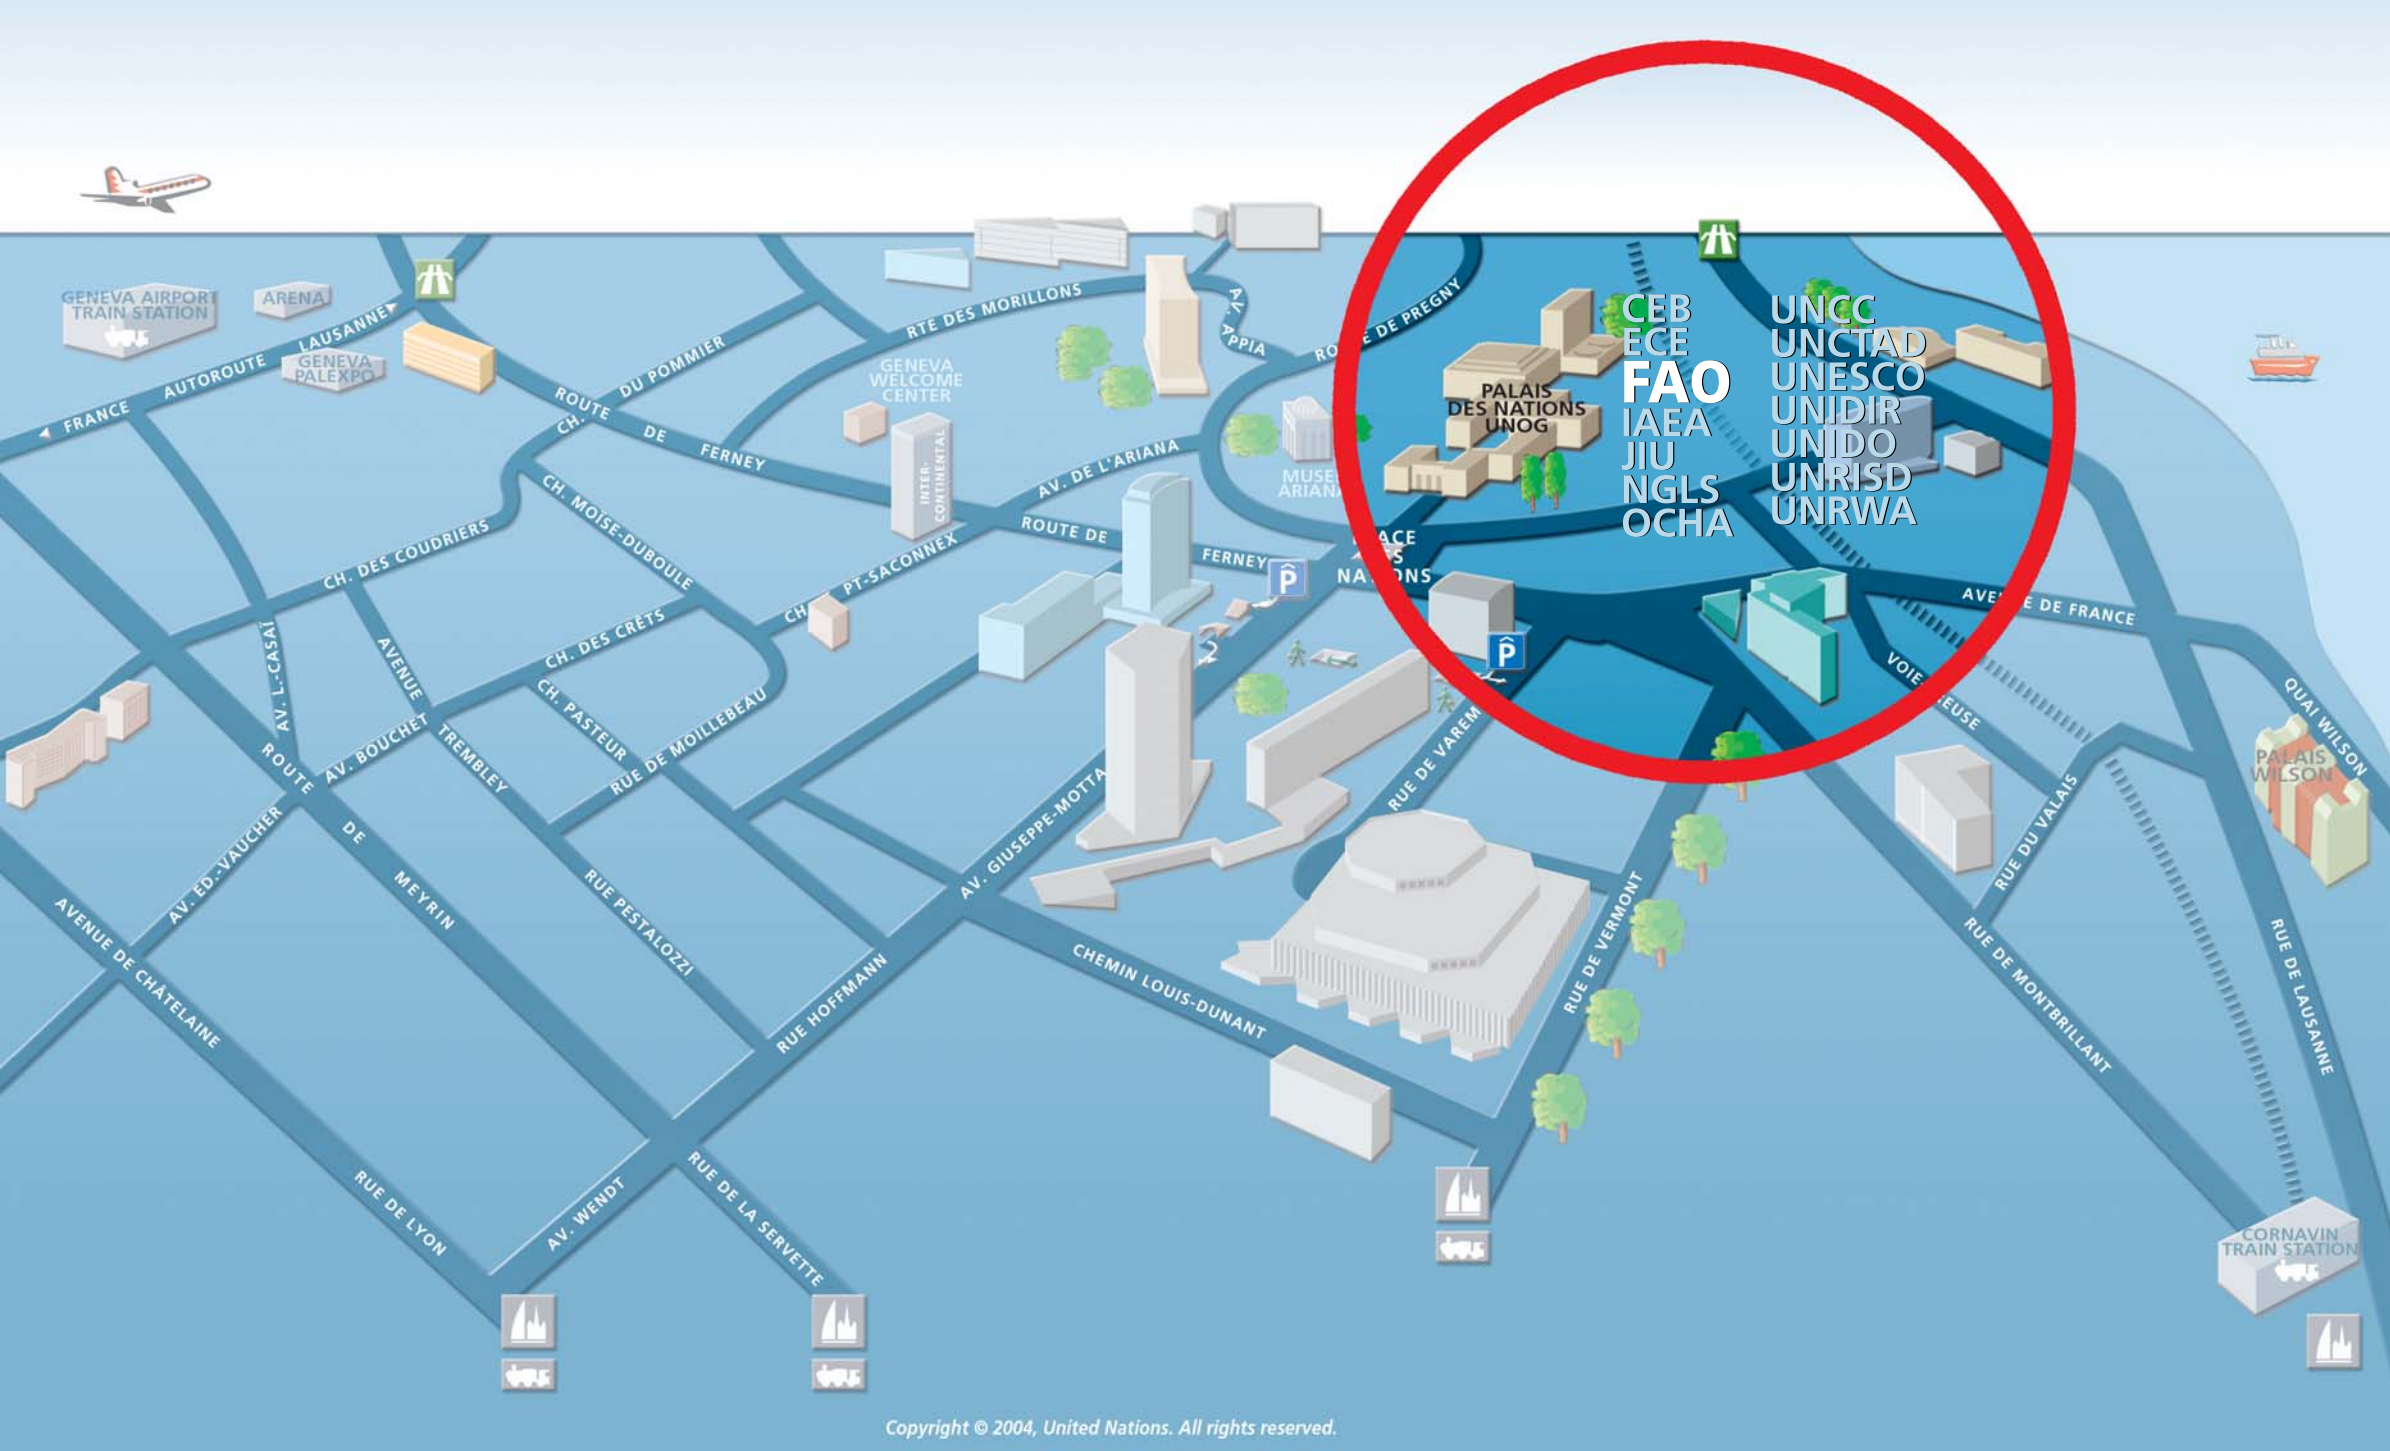 GENEVA AIRPORT
TRAIN STATION
ARENA
LAUSANNE
GENEVA
PALEXPO
AUTOROUTE
FRANCE
ROUTE
DE
FERNEY
CH.
DU POMMIER
RTE DES MORILLONS
AV. APPIA
GENEVA
WELCOME
CENTER
INTER-
CONTINENTAL
AV. DE L'ARIANA
ROUTE DE
FERNEY
P
DE PREGNY
PALAIS
DES NATIONS
UNOG
CEB
ECE
FAO
IAEA
JIU
NGLS
OCHA
UNCC
UNCTAD
UNESCO
UNIDIR
UNIDO
UNRISD
UNRWA
P
DE FRANCE
QUAI WILSON
PALAIS
WILSON
RUE DU VALAIS
RUE DE LAUSANNE
RUE DE MONTBRILLANT
CORNAVIN
TRAIN STATION
CH. MOÏSE-DUBOULE
CH. DES COUDRIERS
PT-SACONNEX
CH.
CH. DES CRÊTS
AV. L.-CASAÏ
AVENUE
TREMBLEY
CH. PASTEUR
RUE DE MOILLEBEAU
AV. BOUCHET
ROUTE
DE
MEYRIN
AV. ED.-VAUCHER
AVENUE DE CHÂTELAINE
RUE PESTALOZZI
RUE HOFFMANN
AV. GIUSEPPE-MOTTA
CHEMIN LOUIS-DUNANT
RUE DE VERMONT
RUE DE LYON
AV. WENDT
RUE DE LA SERVETTE
Copyright © 2004, United Nations. All rights reserved.